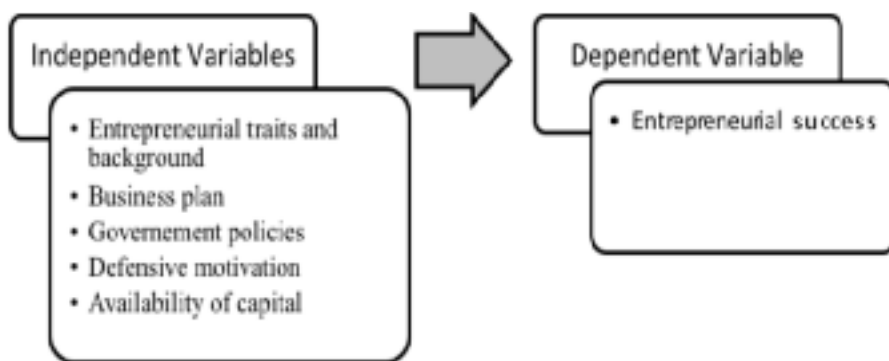 Independent Variables
• Entrepreneurial traits and
background
• Business plan
• Governement policies
• Defensive motivation
• Availability of capital
Dependent Variable
• Entrepreneurial success